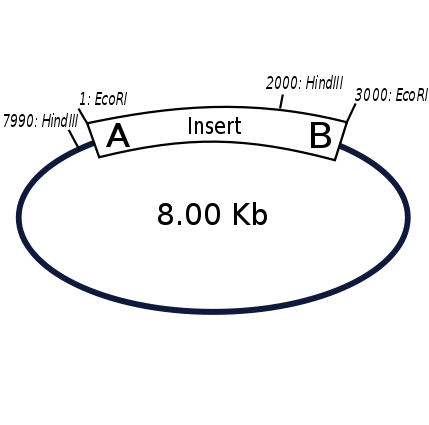 1: EcoRI
2000: HindIII
3000: EcoRI
7990: HindIII
A
Insert
B
8.00 Kb